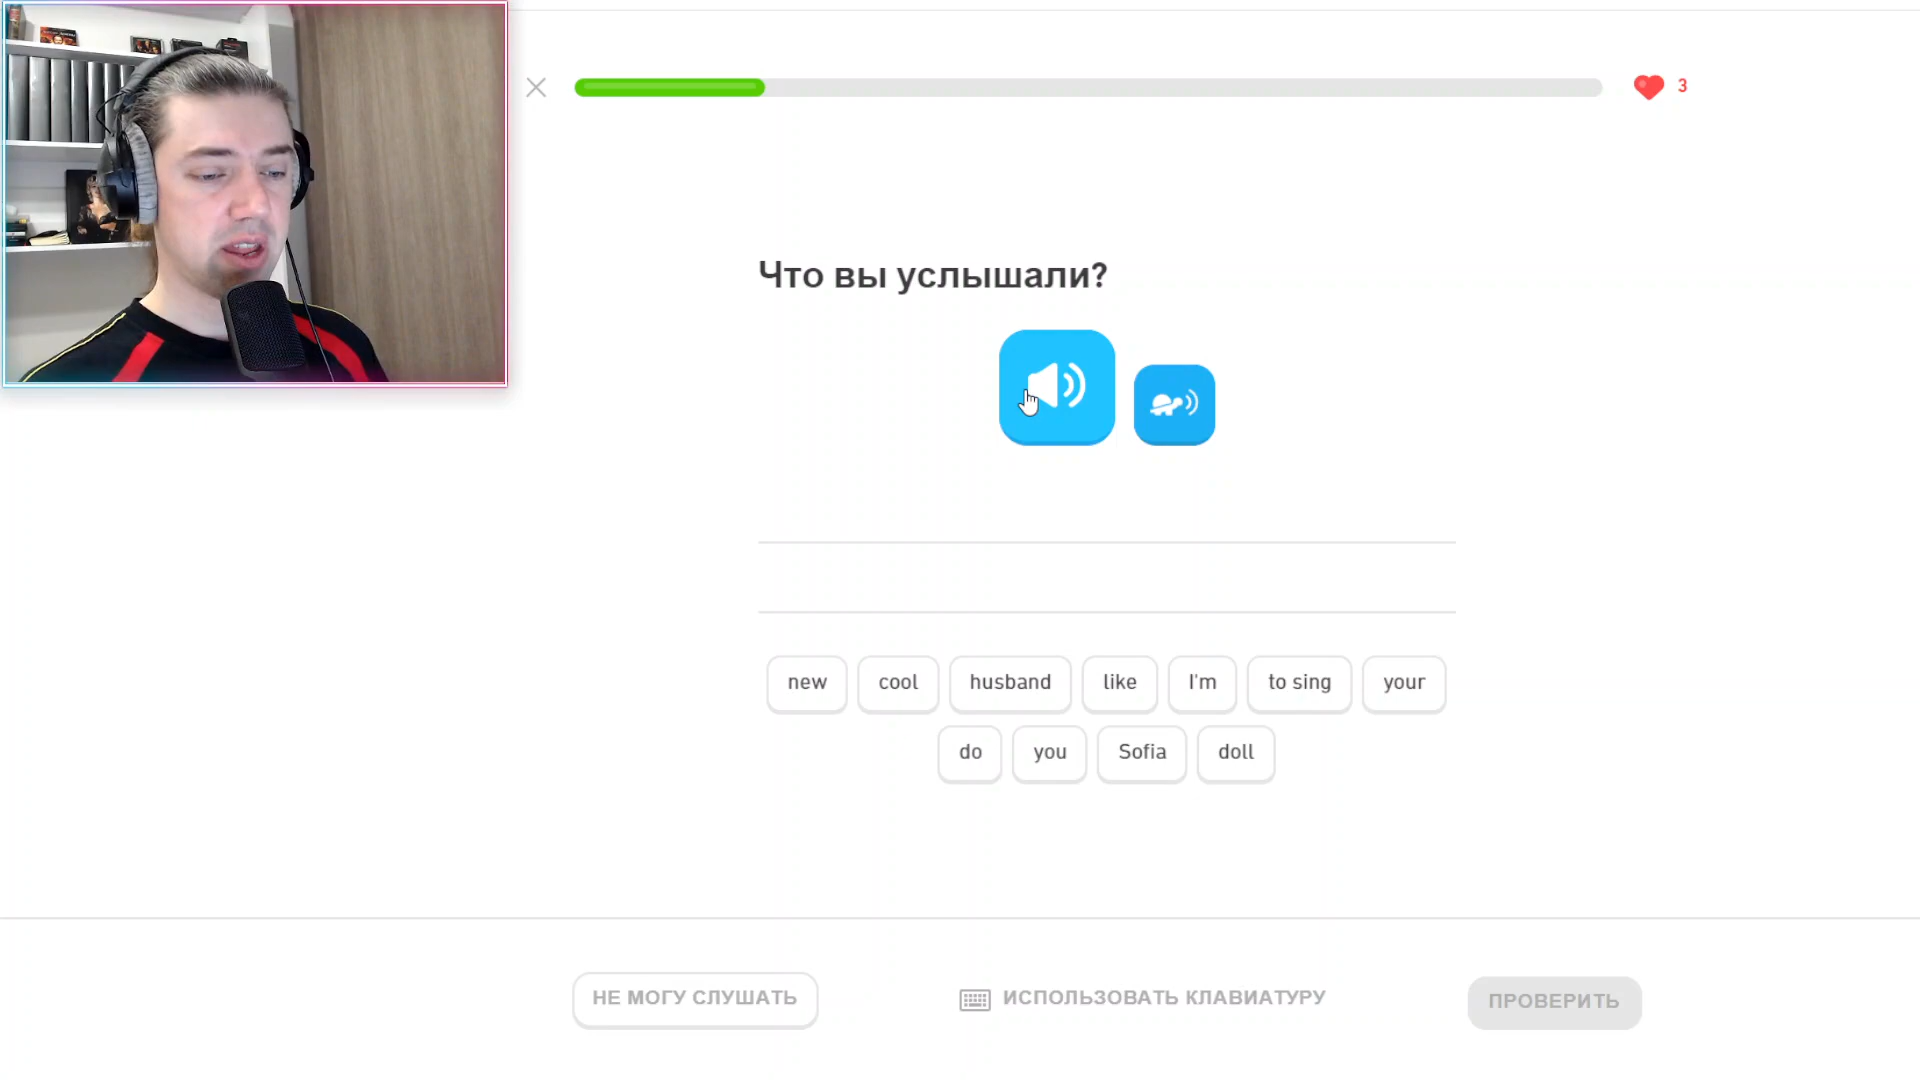 3
Что вы услышали?
new cool husband like I'm to sing your
do you Sofia doll
НЕ МОГУ СЛУШАТЬ ИСПОЛЬЗОВАТЬ КЛАВИАТУРУ ПРОВЕРИТЬ